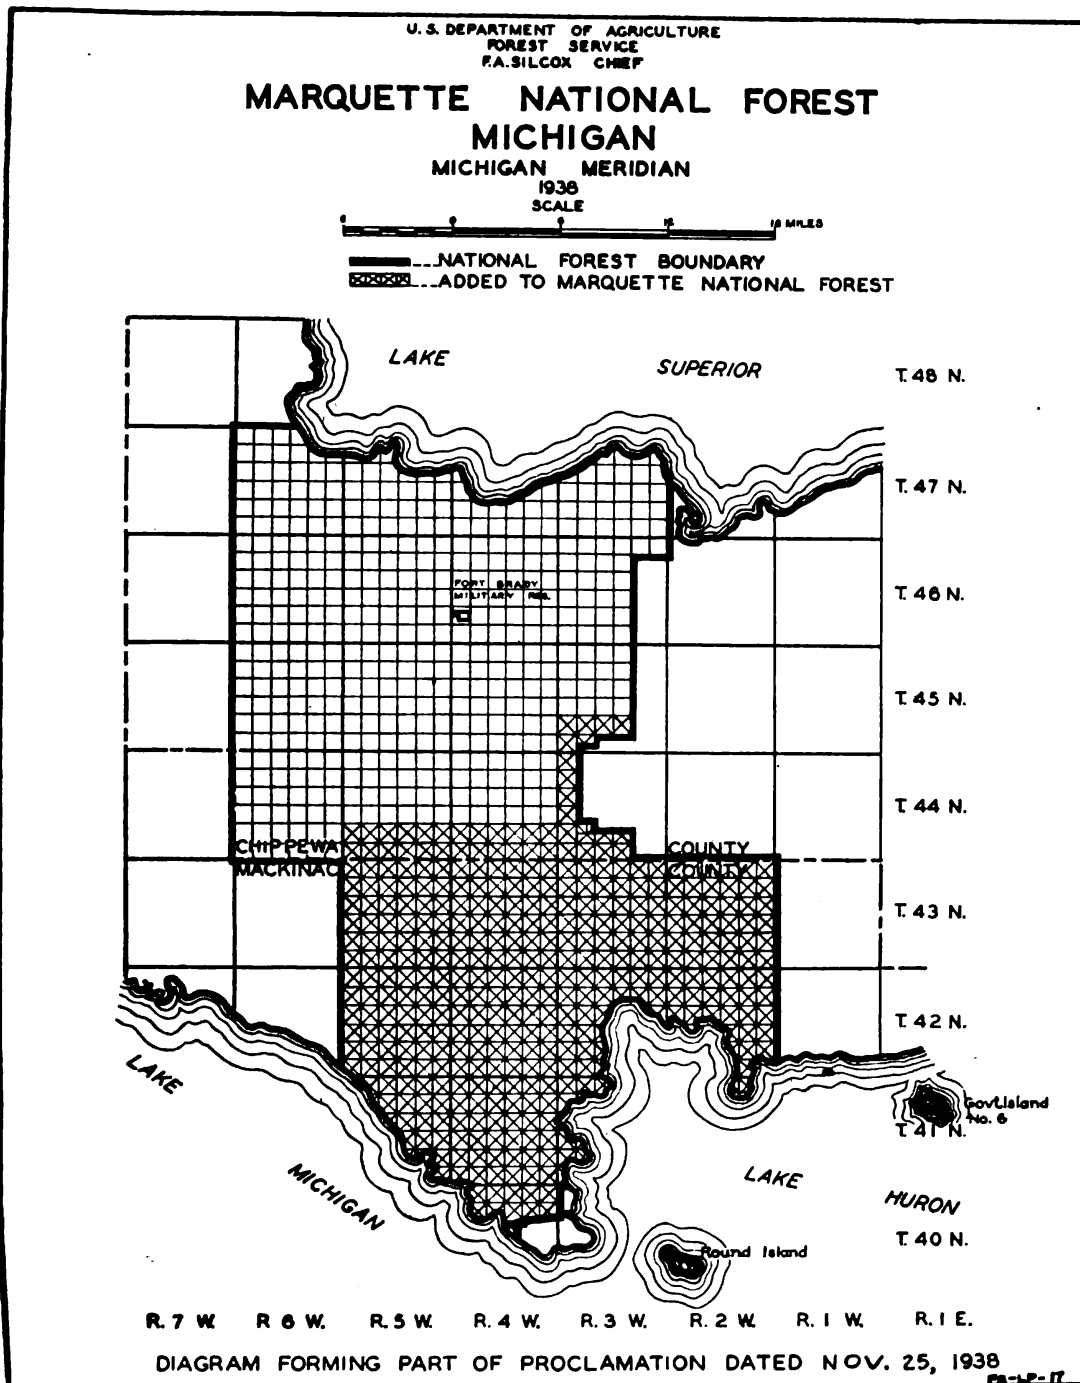 U. S. DEPARTMENT OF AGRICULTURE
FOREST SERVICE
F.A. SILCOX CHIEF
MARQUETTE NATIONAL FOREST
MICHIGAN
MICHIGAN MERIDIAN
1938
SCALE
12 18 MILES
NATIONAL FOREST BOUNDARY
ADDED TO MARQUETTE NATIONAL FOREST
LAKE SUPERIOR
T. 48 N.
T. 47 N.
FORT BRADY
MILITARY RES.
T. 46 N.
T. 45 N.
T. 44 N.
CHIPPEWA COUNTY
MACKINAC COUNTY
T. 43 N.
T. 42 N.
LAKE
Govt. Island
No. 6
T. 41 N.
MICHIGAN
LAKE
HURON
T. 40 N.
Round Island
R. 7 W. R 6 W. R. 5 W. R. 4 W. R. 3 W. R. 2 W. R. 1 W. R. 1 E.
DIAGRAM FORMING PART OF PROCLAMATION DATED NOV. 25, 1938